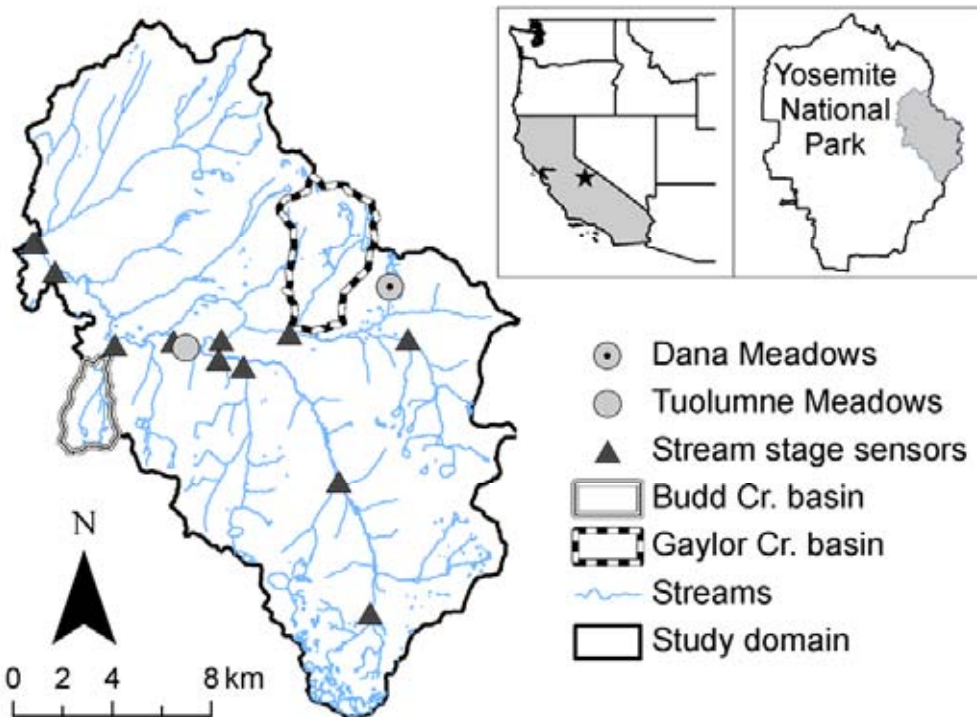 Yosemite
National
Park
Dana Meadows
Tuolumne Meadows
Stream stage sensors
Budd Cr. basin
Gaylor Cr. basin
Streams
Study domain
N
0 2 4 8 km